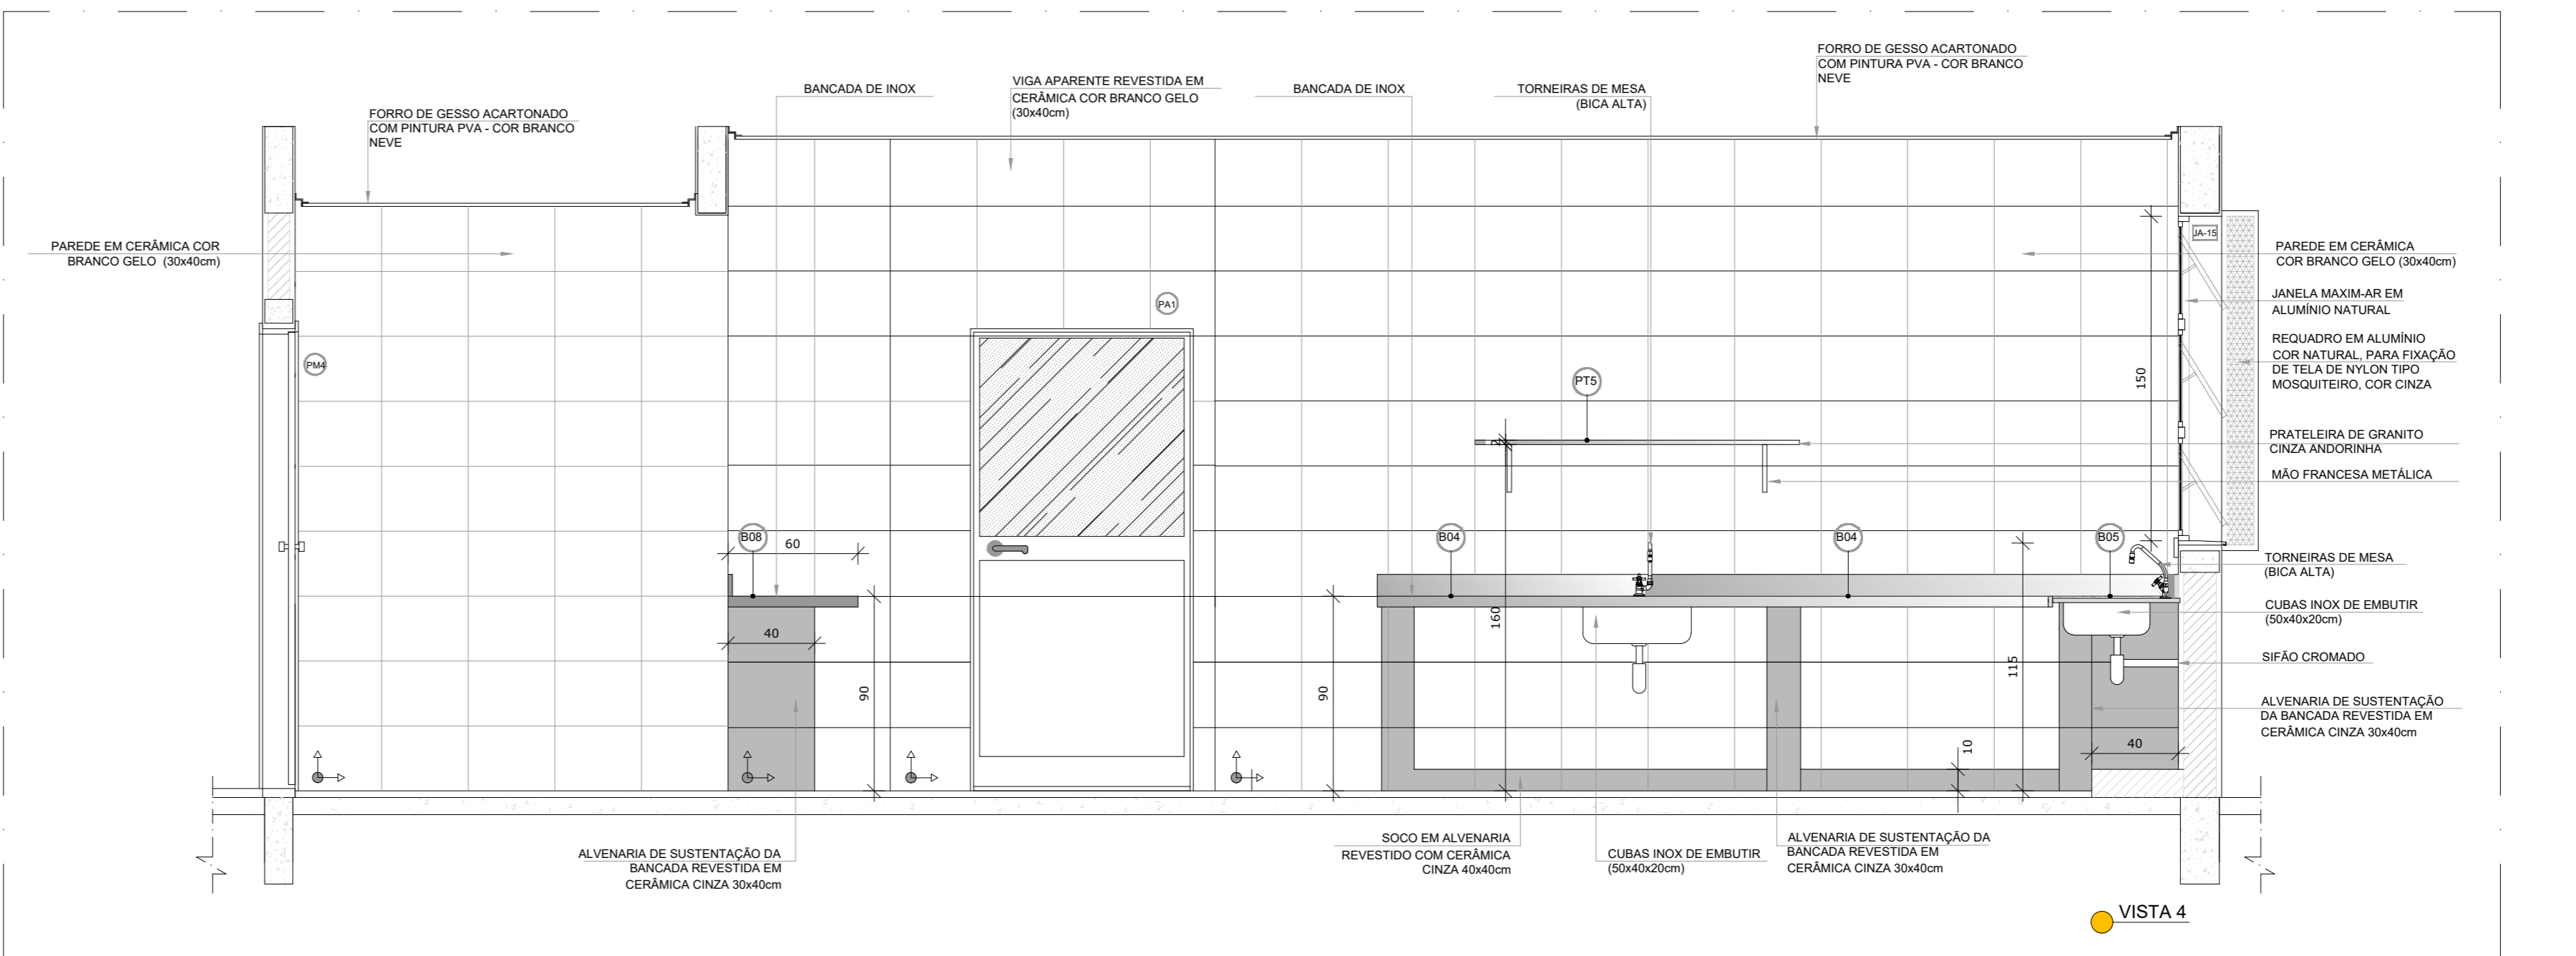 FORRO DE GESSO ACARTONADO
COM PINTURA PVA - COR BRANCO
NEVE
BANCADA DE INOX
VIGA APARENTE REVESTIDA EM
CERÂMICA COR BRANCO GELO
(30x40cm)
BANCADA DE INOX
TORNEIRAS DE MESA
(BICA ALTA)
FORRO DE GESSO ACARTONADO
COM PINTURA PVA - COR BRANCO
NEVE
PAREDE EM CERÂMICA COR
BRANCO GELO (30x40cm)
JA-15
PAREDE EM CERÂMICA
COR BRANCO GELO (30x40cm)
JANELA MAXIM-AR EM
ALUMÍNIO NATURAL
REQUADRO EM ALUMÍNIO
COR NATURAL, PARA FIXAÇÃO
DE TELA DE NYLON TIPO
MOSQUITEIRO, COR CINZA
PRATELEIRA DE GRANITO
CINZA ANDORINHA
MÃO FRANCESA METÁLICA
TORNEIRAS DE MESA
(BICA ALTA)
CUBAS INOX DE EMBUTIR
(50x40x20cm)
SIFÃO CROMADO
ALVENARIA DE SUSTENTAÇÃO
DA BANCADA REVESTIDA EM
CERÂMICA CINZA 30x40cm
PM4
PA1
PT5
150
2
B08
60
B04
B04
B05
40
90
90
160
115
10
40
ALVENARIA DE SUSTENTAÇÃO DA
BANCADA REVESTIDA EM
CERÂMICA CINZA 30x40cm
SOCO EM ALVENARIA
REVESTIDO COM CERÂMICA
CINZA 40x40cm
CUBAS INOX DE EMBUTIR
(50x40x20cm)
ALVENARIA DE SUSTENTAÇÃO DA
BANCADA REVESTIDA EM
CERÂMICA CINZA 30x40cm
VISTA 4